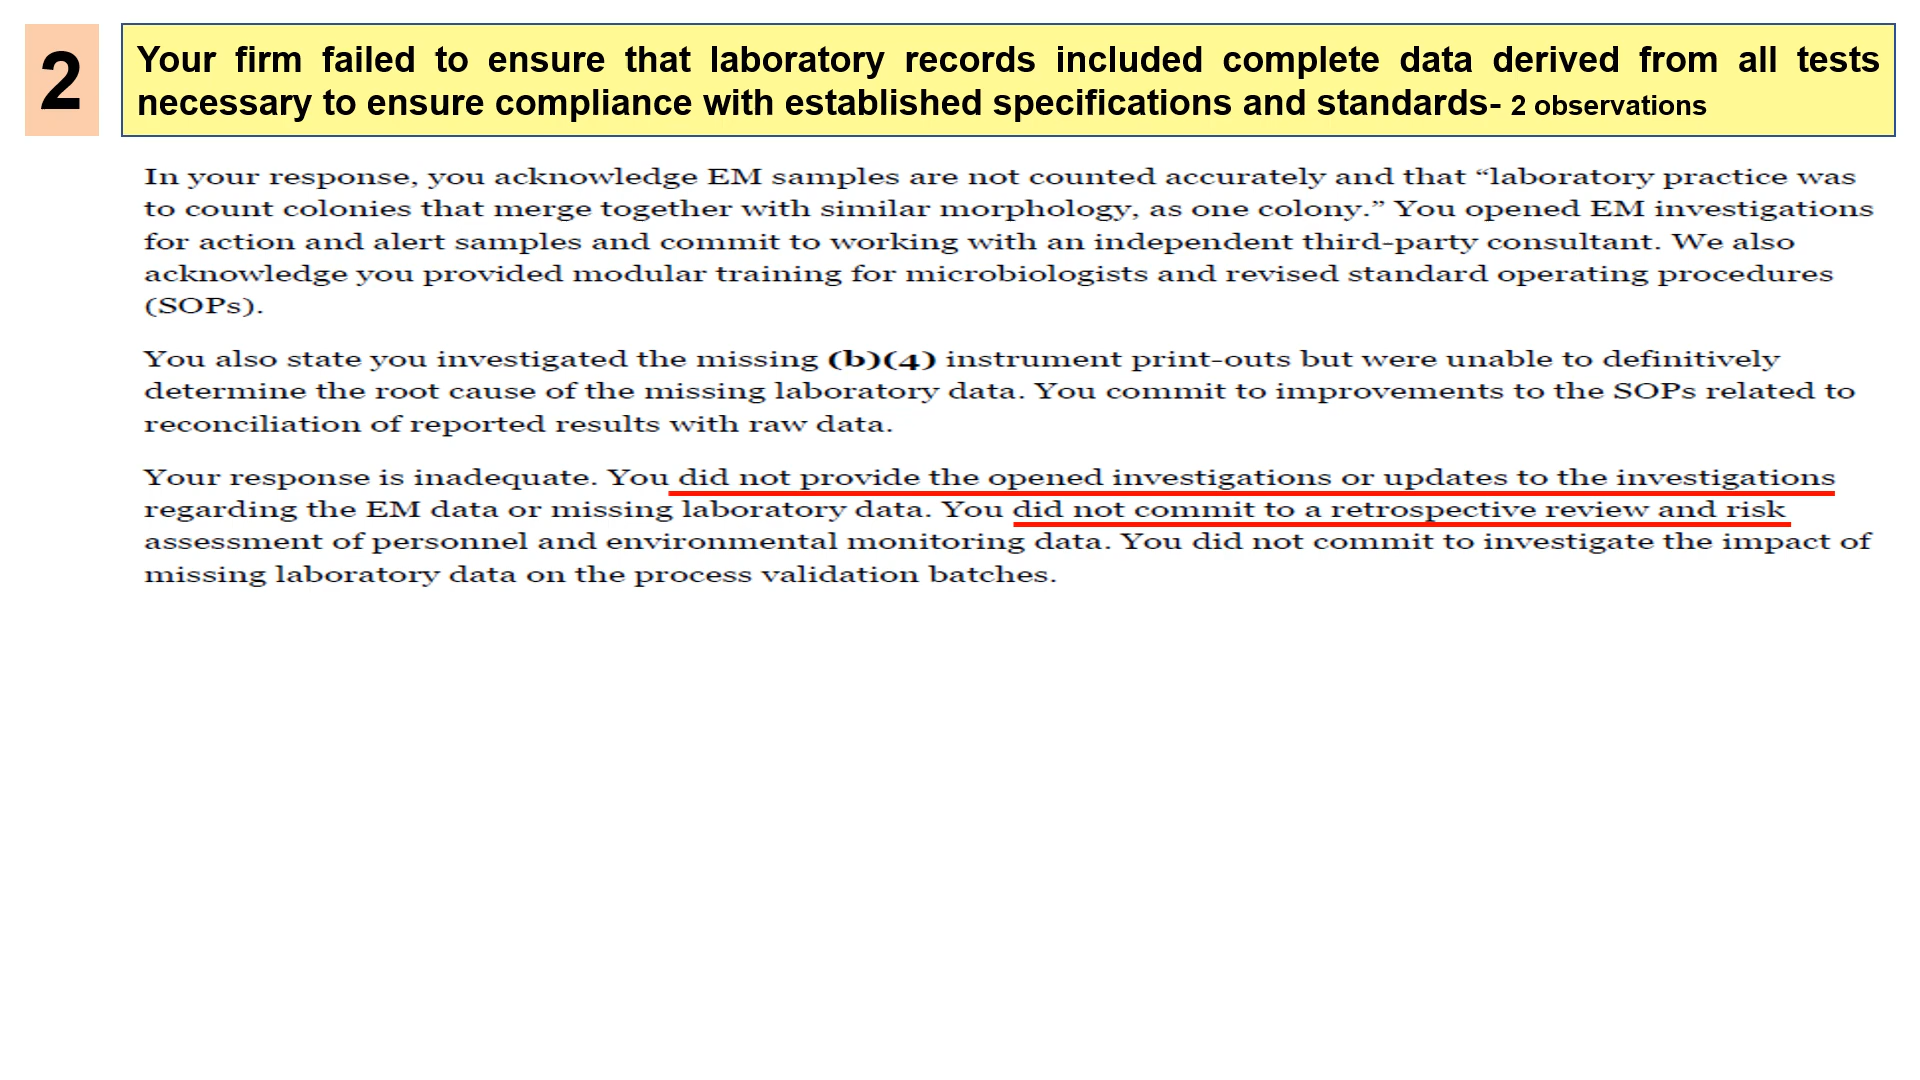 2
Your firm failed to ensure that laboratory records included complete data derived from all tests
necessary to ensure compliance with established specifications and standards- 2 observations
In your response, you acknowledge EM samples are not counted accurately and that “laboratory practice was
to count colonies that merge together with similar morphology, as one colony.” You opened EM investigations
for action and alert samples and commit to working with an independent third-party consultant. We also
acknowledge you provided modular training for microbiologists and revised standard operating procedures
(SOPs).
You also state you investigated the missing (b)(4) instrument print-outs but were unable to definitively
determine the root cause of the missing laboratory data. You commit to improvements to the SOPs related to
reconciliation of reported results with raw data.
Your response is inadequate. You did not provide the opened investigations or updates to the investigations
regarding the EM data or missing laboratory data. You did not commit to a retrospective review and risk
assessment of personnel and environmental monitoring data. You did not commit to investigate the impact of
missing laboratory data on the process validation batches.